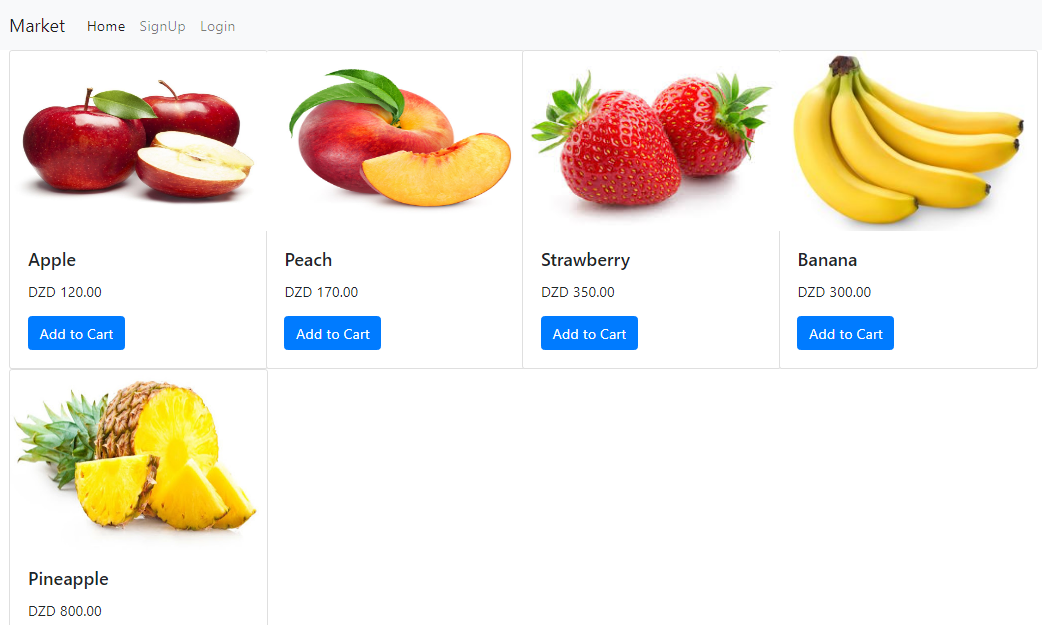 Market Home SignUp Login
Apple
DZD 120.00
Add to Cart
Peach
DZD 170.00
Add to Cart
Strawberry
DZD 350.00
Add to Cart
Banana
DZD 300.00
Add to Cart
Pineapple
DZD 800.00